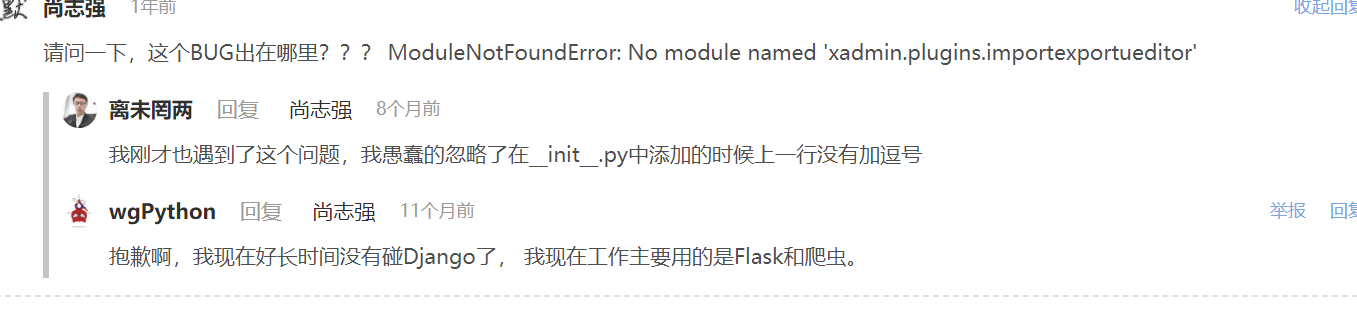 尚志强 1年前 收起回复
请问一下，这个BUG出在哪里？？？ ModuleNotFoundError: No module named 'xadmin.plugins.importexportueditor'
离未罔两 回复 尚志强 8个月前
我刚才也遇到了这个问题，我愚蠢的忽略了在__init__.py中添加的时候上一行没有加逗号
wgPython 回复 尚志强 11个月前 举报 回复
抱歉啊，我现在好长时间没有碰Django了， 我现在工作主要用的是Flask和爬虫。